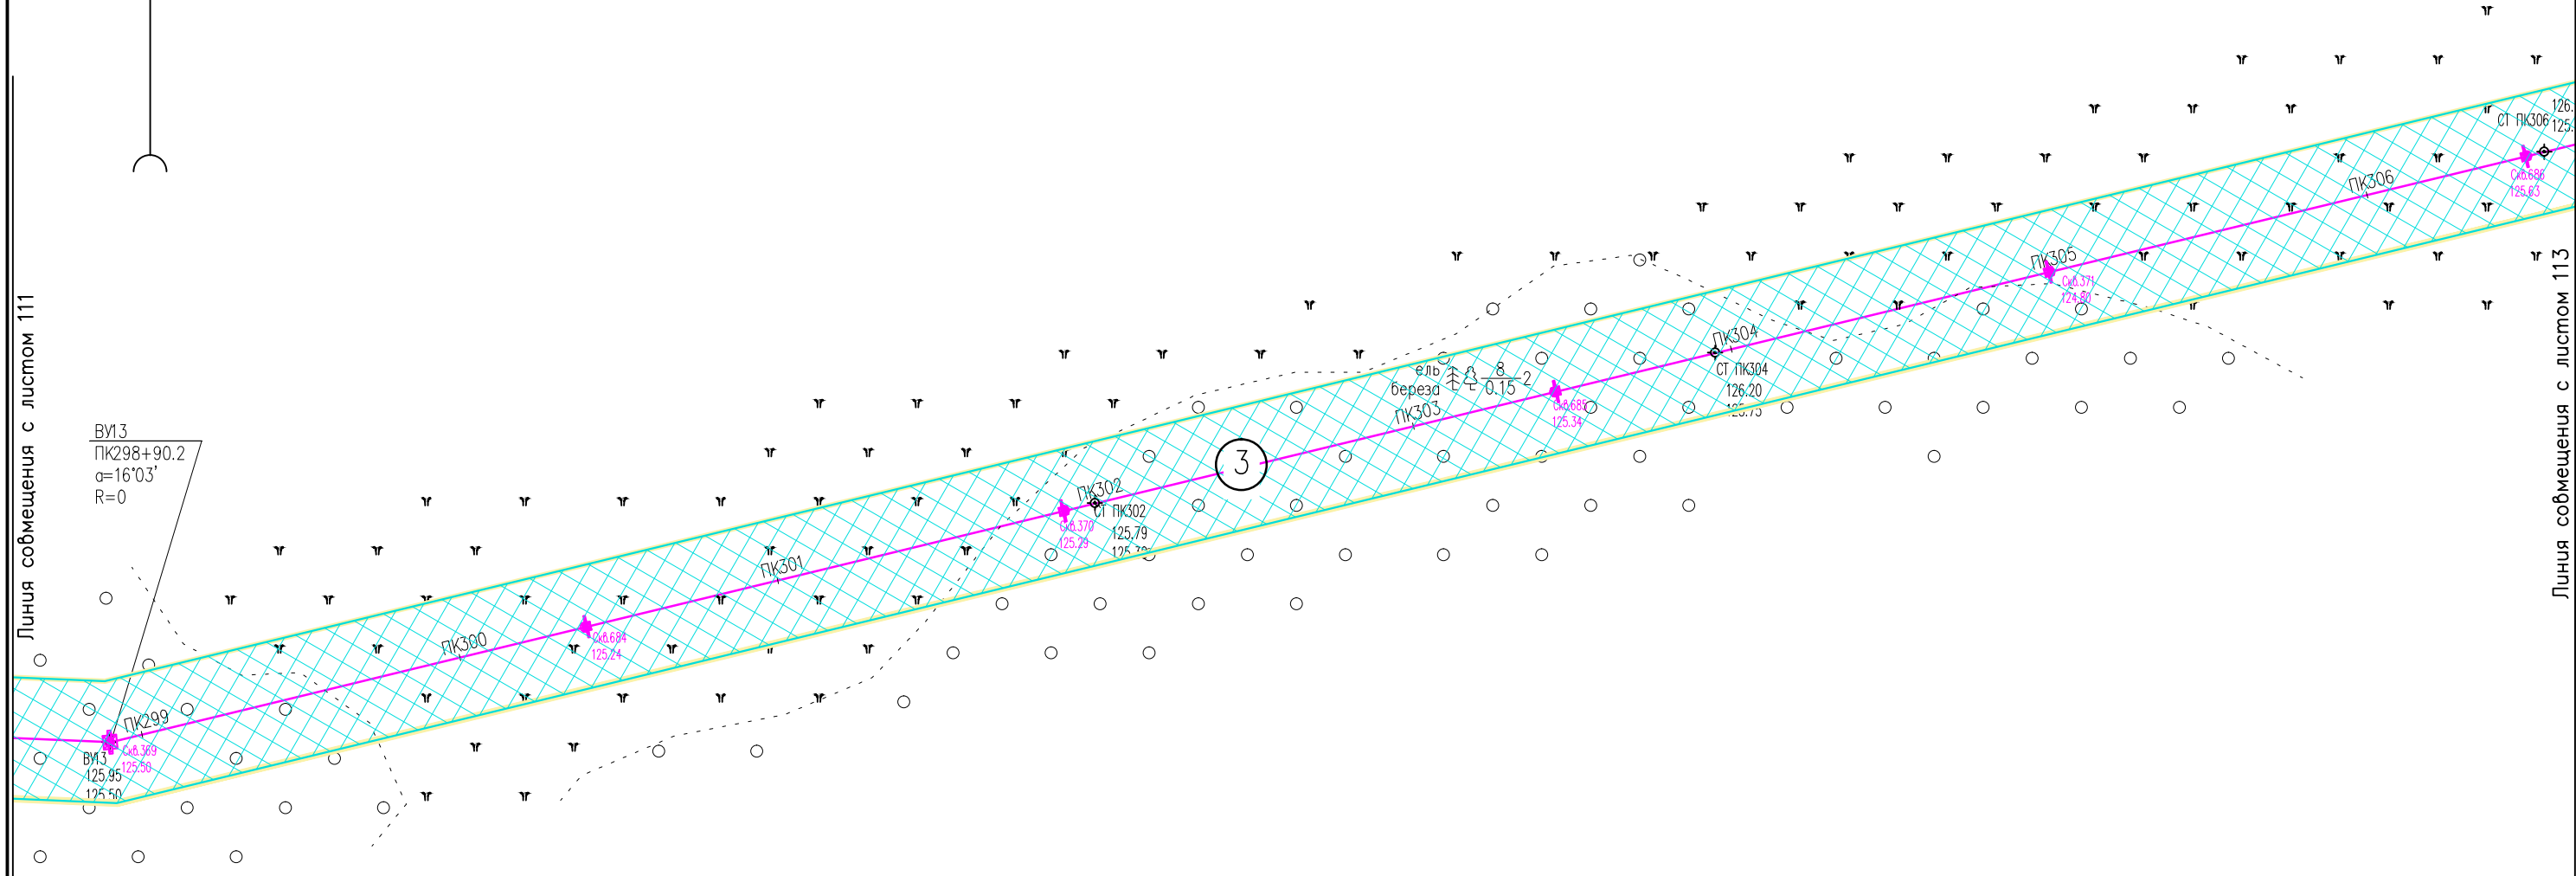 Линия совмещения с листом 111
ВУ13
ПК298+90.2
α=16°03'
R=0
ПК299
Скв.369
125.50
ВУ13
125.95
125.50
ПК300
Скв.684
125.24
ПК301
ПК302
Скв.370
125.29
СТ ПК302
125.79
3
ель
береза
8
0.15
2
ПК303
Скв.685
125.34
ПК304
СТ ПК304
126.20
125.75
ПК305
Скв.371
124.80
ПК306
СТ ПК306
Скв.686
125.63
Линия совмещения с листом 113